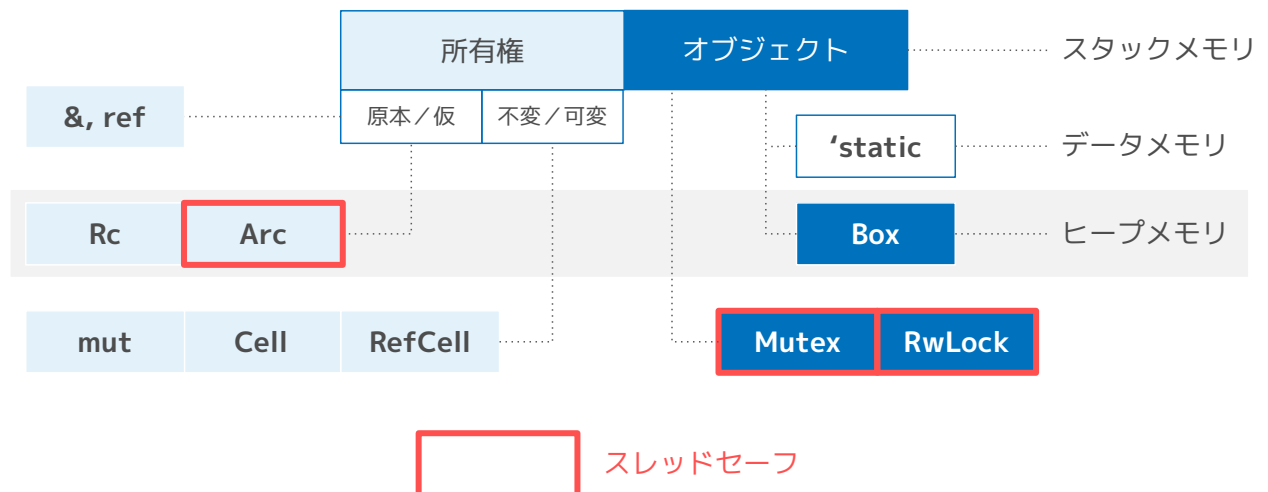 所有権
オブジェクト
スタックメモリ
&, ref
原本／仮
不変／可変
‘static
データメモリ
Rc
Arc
Box
ヒープメモリ
mut
Cell
RefCell
Mutex
RwLock
スレッドセーフ